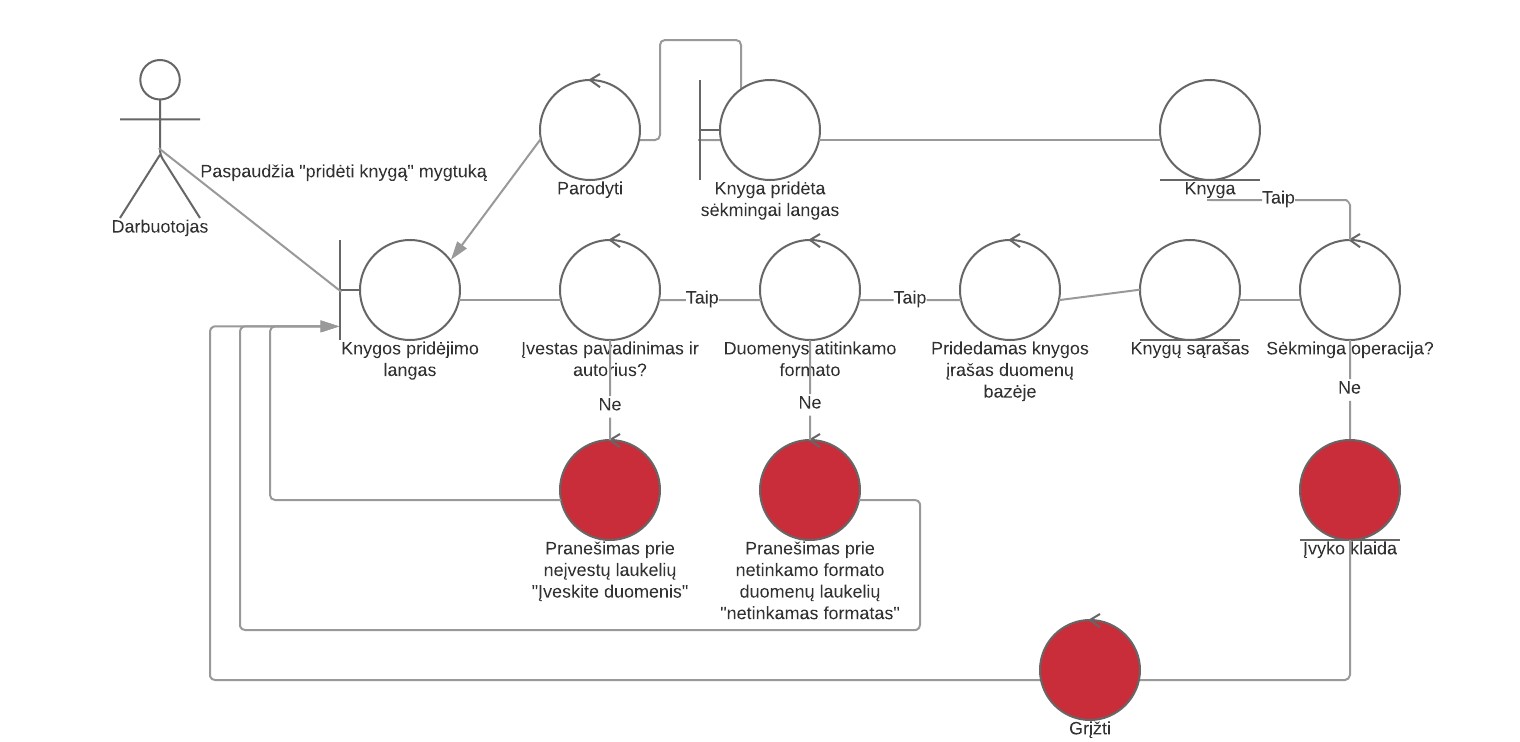 Paspaudžia "pridėti knygą" mygtuką
Darbuotojas
Parodyti
Knyga pridėta
sėkmingai langas
Knyga
Taip
Knygos pridėjimo
langas
Įvestas pavadinimas ir
autorius?
Taip
Duomenys atitinkamo
formato
Taip
Pridedamas knygos
įrašas duomenų
bazėje
Knygų sąrašas
Sėkminga operacija?
Ne
Ne
Ne
Pranešimas prie
neįvestų laukelių
"Įveskite duomenis"
Pranešimas prie
netinkamo formato
duomenų laukelių
"netinkamas formatas"
Įvyko klaida
Grįžti